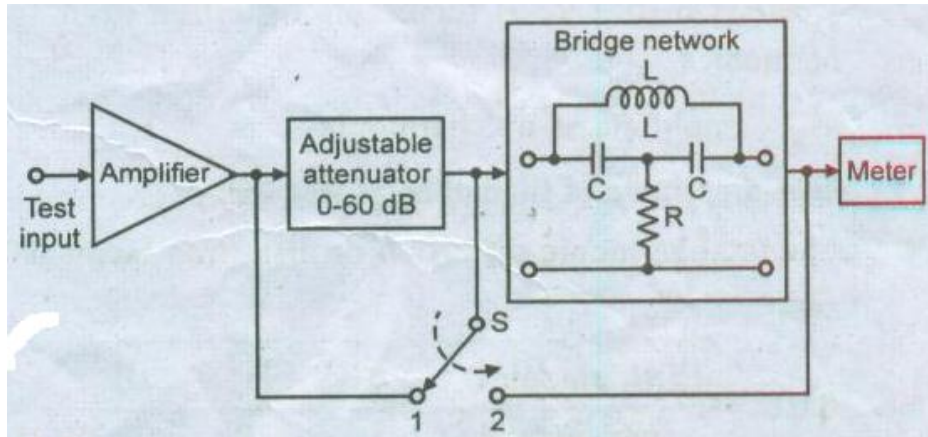 Bridge network
L
L
C
C
R
Test
input
Amplifier
Adjustable
attenuator
0-60 dB
Meter
S
1
2